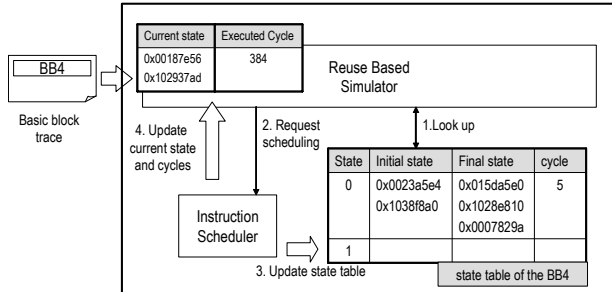 Current state Executed Cycle
0x00187e56 384
0x102937ad
BB4
Reuse Based
Simulator
Basic block
trace
4. Update
current state
and cycles
2. Request
scheduling
1.Look up
State Initial state Final state cycle
0 0x0023a5e4 0x015da5e0 5
0x1038f8a0 0x1028e810
0x0007829a
1
Instruction
Scheduler
3. Update state table
state table of the BB4